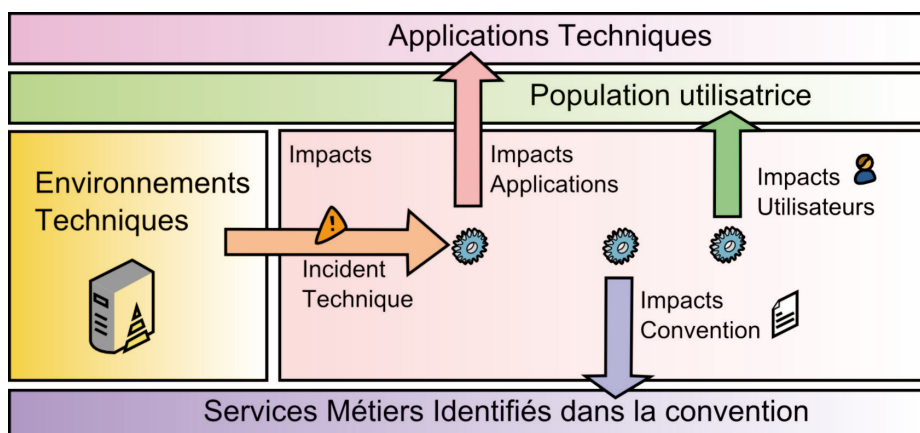 Applications Techniques
Population utilisatrice
Environnements
Techniques
Impacts
Incident
Technique
Impacts
Applications
Impacts
Convention
Impacts
Utilisateurs
Services Métiers Identifiés dans la convention